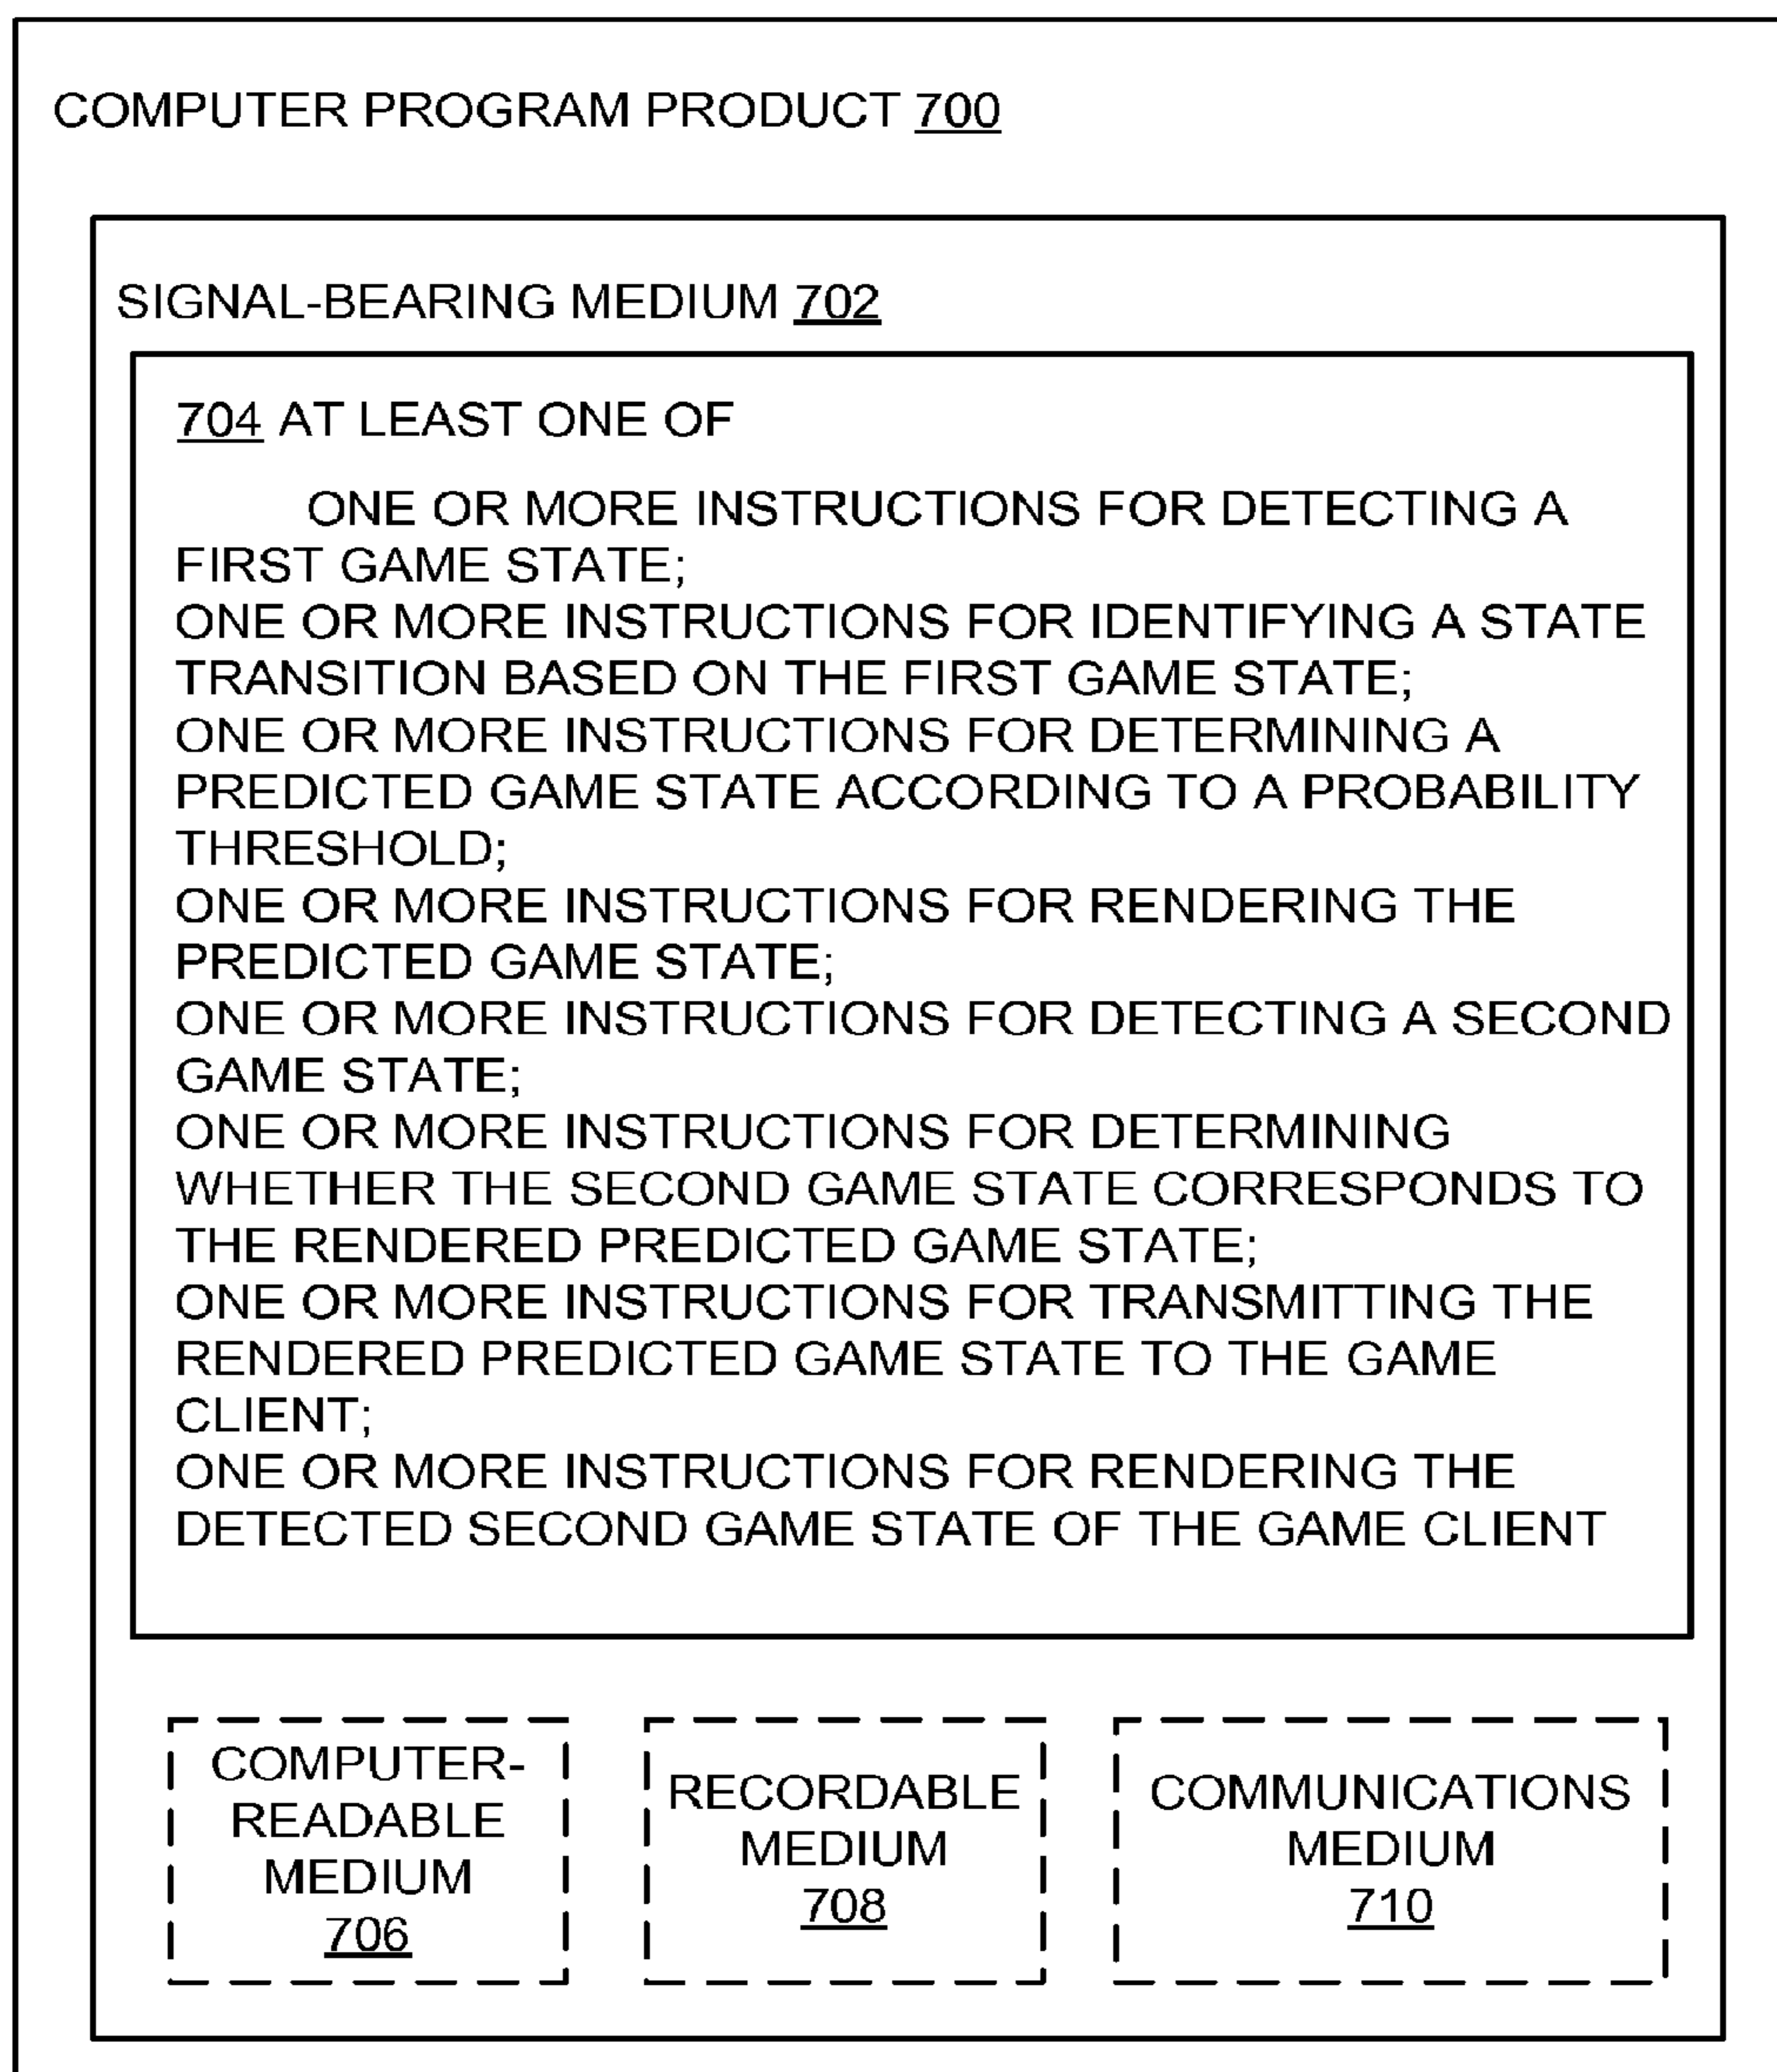 COMPUTER PROGRAM PRODUCT 700
SIGNAL-BEARING MEDIUM 702
704 AT LEAST ONE OF
ONE OR MORE INSTRUCTIONS FOR DETECTING A
FIRST GAME STATE;
ONE OR MORE INSTRUCTIONS FOR IDENTIFYING A STATE
TRANSITION BASED ON THE FIRST GAME STATE;
ONE OR MORE INSTRUCTIONS FOR DETERMINING A
PREDICTED GAME STATE ACCORDING TO A PROBABILITY
THRESHOLD;
ONE OR MORE INSTRUCTIONS FOR RENDERING THE
PREDICTED GAME STATE;
ONE OR MORE INSTRUCTIONS FOR DETECTING A SECOND
GAME STATE;
ONE OR MORE INSTRUCTIONS FOR DETERMINING
WHETHER THE SECOND GAME STATE CORRESPONDS TO
THE RENDERED PREDICTED GAME STATE;
ONE OR MORE INSTRUCTIONS FOR TRANSMITTING THE
RENDERED PREDICTED GAME STATE TO THE GAME
CLIENT;
ONE OR MORE INSTRUCTIONS FOR RENDERING THE
DETECTED SECOND GAME STATE OF THE GAME CLIENT
COMPUTER-
READABLE
MEDIUM
706
RECORDABLE
MEDIUM
708
COMMUNICATIONS
MEDIUM
710